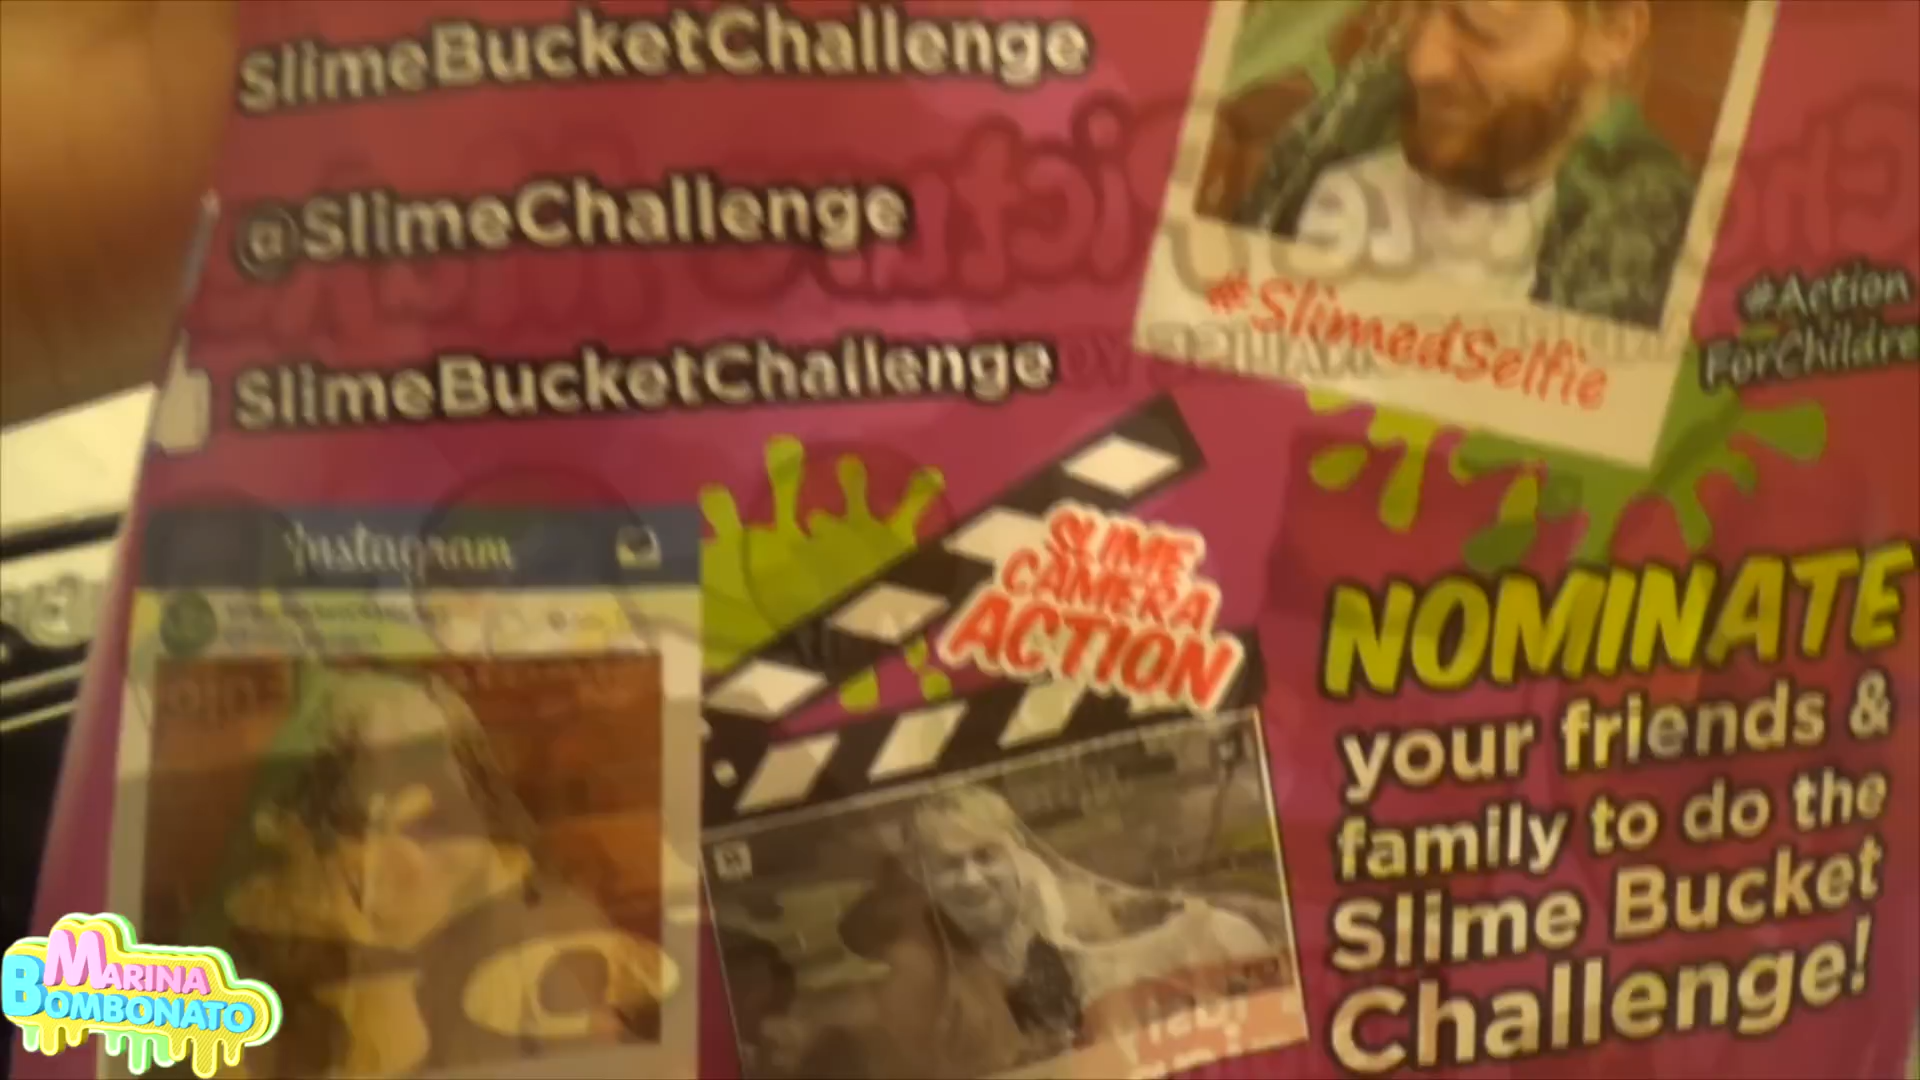 SlimeBucketChallenge
@SlimeChallenge
SlimeBucketChallenge
#SlimedSelfie
#Action
ForChildre
Instagram
SLIME
CAMERA
ACTION
NOMINATE
your friends &
family to do the
Slime Bucket
Challenge!
MARINA
BOMBONATO